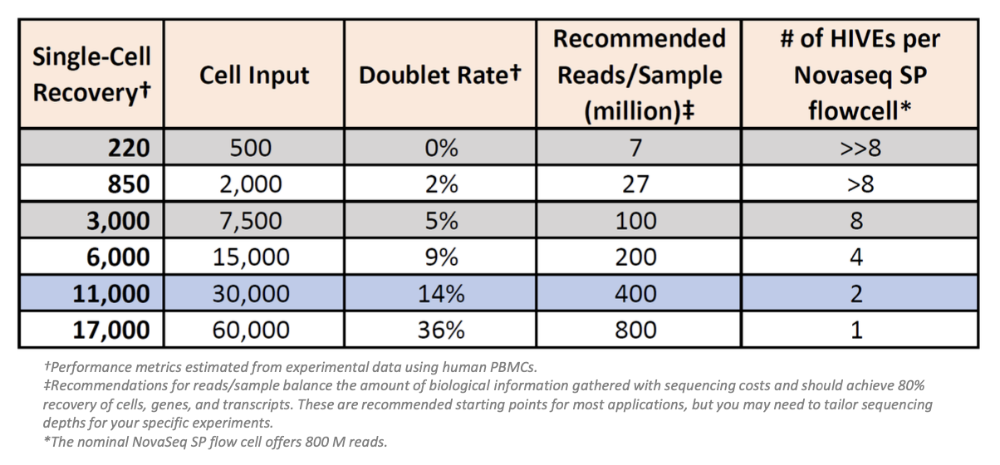 Single-Cell Recovery† | Cell Input | Doublet Rate† | Recommended Reads/Sample (million)‡ | # of HIVEs per Novaseq SP flowcell*
220 | 500 | 0% | 7 | >>8
850 | 2,000 | 2% | 27 | >8
3,000 | 7,500 | 5% | 100 | 8
6,000 | 15,000 | 9% | 200 | 4
11,000 | 30,000 | 14% | 400 | 2
17,000 | 60,000 | 36% | 800 | 1
†Performance metrics estimated from experimental data using human PBMCs.
‡Recommendations for reads/sample balance the amount of biological information gathered with sequencing costs and should achieve 80%
recovery of cells, genes, and transcripts. These are recommended starting points for most applications, but you may need to tailor sequencing
depths for your specific experiments.
*The nominal NovaSeq SP flow cell offers 800 M reads.